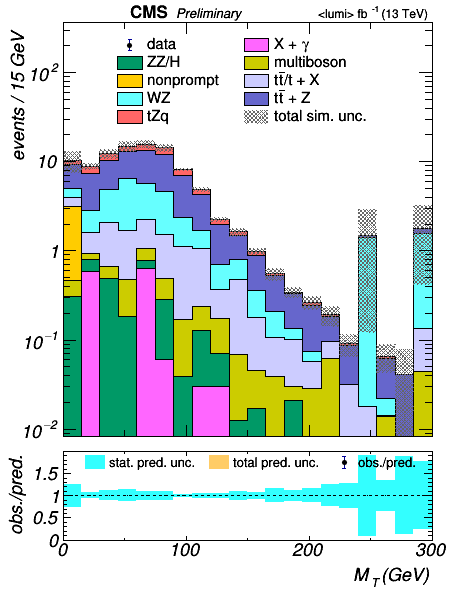 CMS Preliminary <lumi> fb⁻¹ (13 TeV)
events / 15 GeV
data
X + γ
ZZ/H
multiboson
nonprompt
tt̅/t + X
WZ
tt̅ + Z
tZq
total sim. unc.
10²
10
1
10⁻¹
10⁻²
obs./pred.
stat. pred. unc.
total pred. unc.
obs./pred.
1.5
1
0.5
0
0 100 200 300
M_T (GeV)